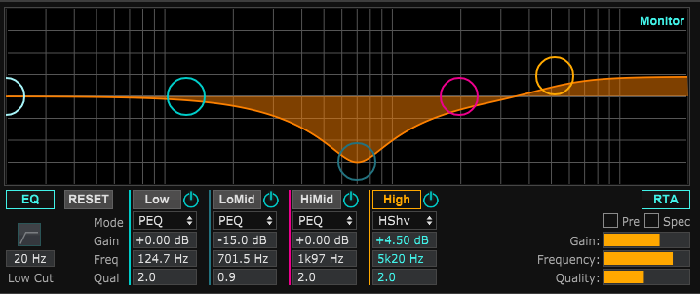 Monitor
EQ RESET Low LoMid HiMid High RTA
Mode PEQ PEQ PEQ HShv Pre Spec
Gain +0.00 dB -15.0 dB +0.00 dB +4.50 dB Gain:
20 Hz Freq 124.7 Hz 701.5 Hz 1k97 Hz 5k20 Hz Frequency:
Low Cut Qual 2.0 0.9 2.0 2.0 Quality: